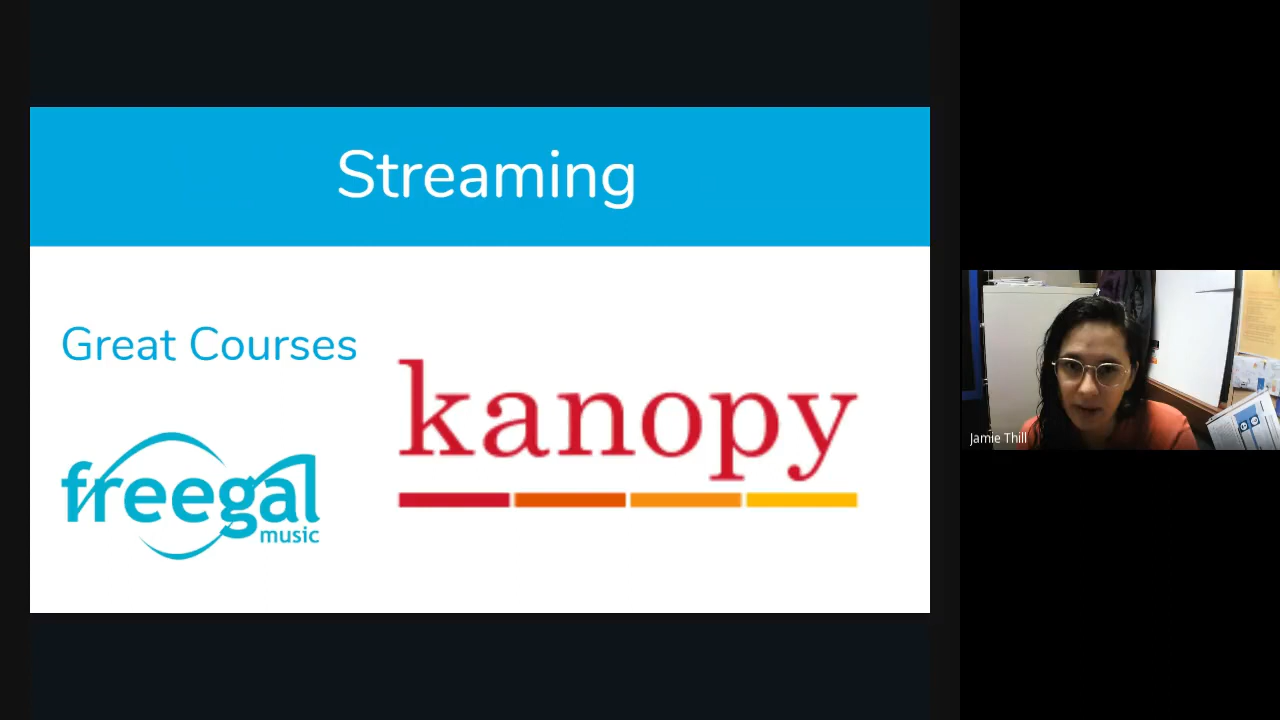 Streaming
Great Courses
kanopy
freegal
music
Jamie Thill